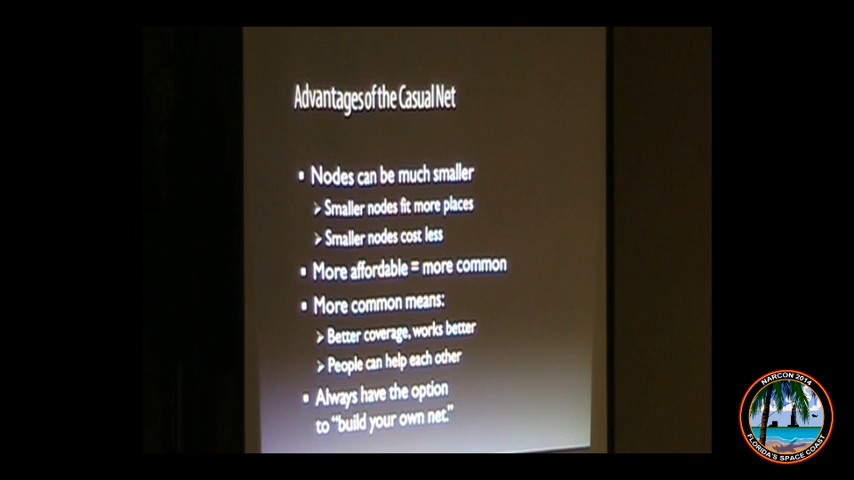 Advantages of the Casual Net
▪ Nodes can be much smaller
➢ Smaller nodes fit more places
➢ Smaller nodes cost less
▪ More affordable = more common
▪ More common means:
➢ Better coverage, works better
➢ People can help each other
▪ Always have the option
to “build your own net.”
NARCON 2014
FLORIDA'S SPACE COAST